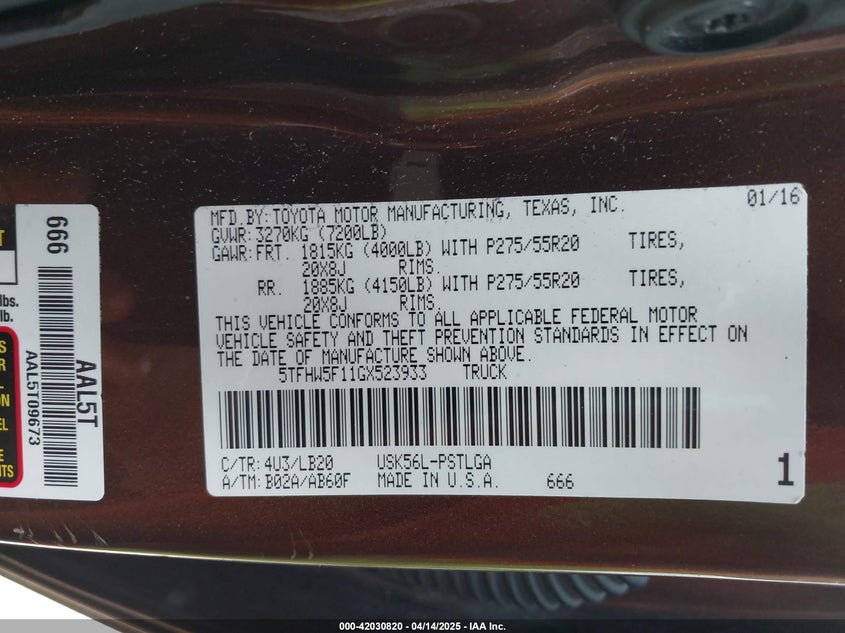 MFD.BY:TOYOTA MOTOR MANUFACTURING, TEXAS, INC. 01/16
GVWR:3270KG (7200LB)
GAWR:FRT. 1815KG (4000LB) WITH P275/55R20 TIRES,
20X8J RIMS.
RR. 1885KG (4150LB) WITH P275/55R20 TIRES,
20X8J RIMS.
THIS VEHICLE CONFORMS TO ALL APPLICABLE FEDERAL MOTOR
VEHICLE SAFETY AND THEFT PREVENTION STANDARDS IN EFFECT ON
THE DATE OF MANUFACTURE SHOWN ABOVE.
5TFHW5F11GX523933 TRUCK
C/TR:4U3/LB20 USK56L-PSTLGA
A/TM:B02A/AB60F MADE IN U.S.A. 666 1
666
AAL5T
AAL5T09673
lbs.
lb.
000-42030820 - 04/14/2025 - IAA Inc.